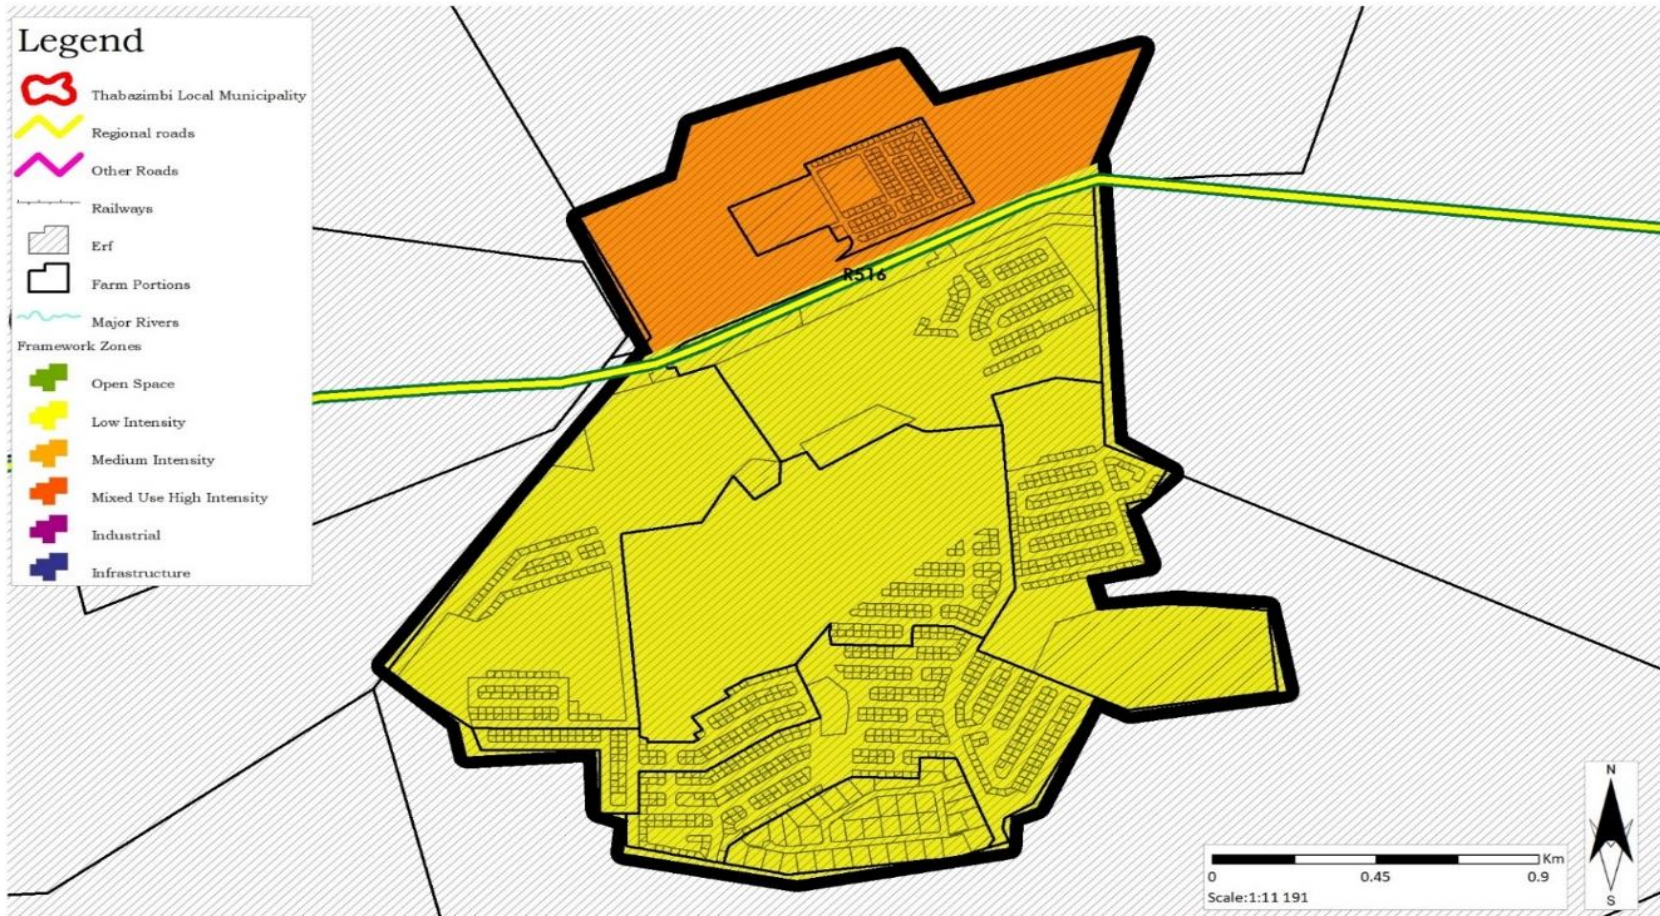 Legend
Thabazimbi Local Municipality
Regional roads
Other Roads
Railways
Erf
Farm Portions
Major Rivers
Framework Zones
Open Space
Low Intensity
Medium Intensity
Mixed Use High Intensity
Industrial
Infrastructure
R516
N
S
Km
0 0.45 0.9
Scale:1:11 191